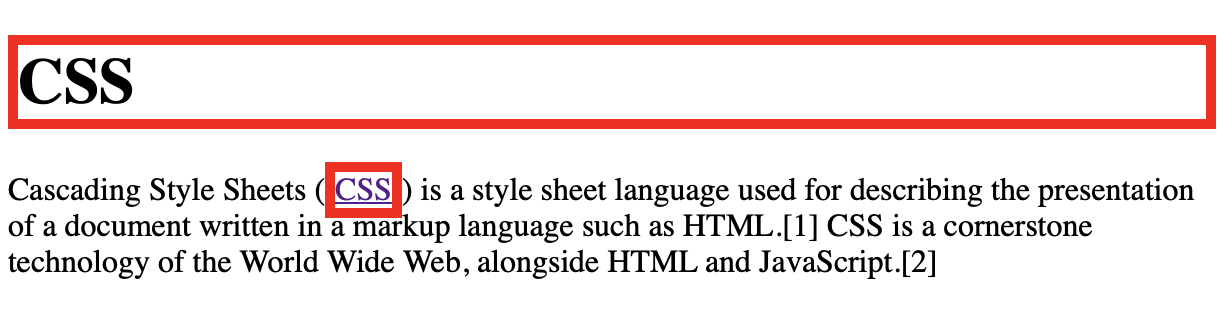 CSS
Cascading Style Sheets (CSS) is a style sheet language used for describing the presentation
of a document written in a markup language such as HTML.[1] CSS is a cornerstone
technology of the World Wide Web, alongside HTML and JavaScript.[2]